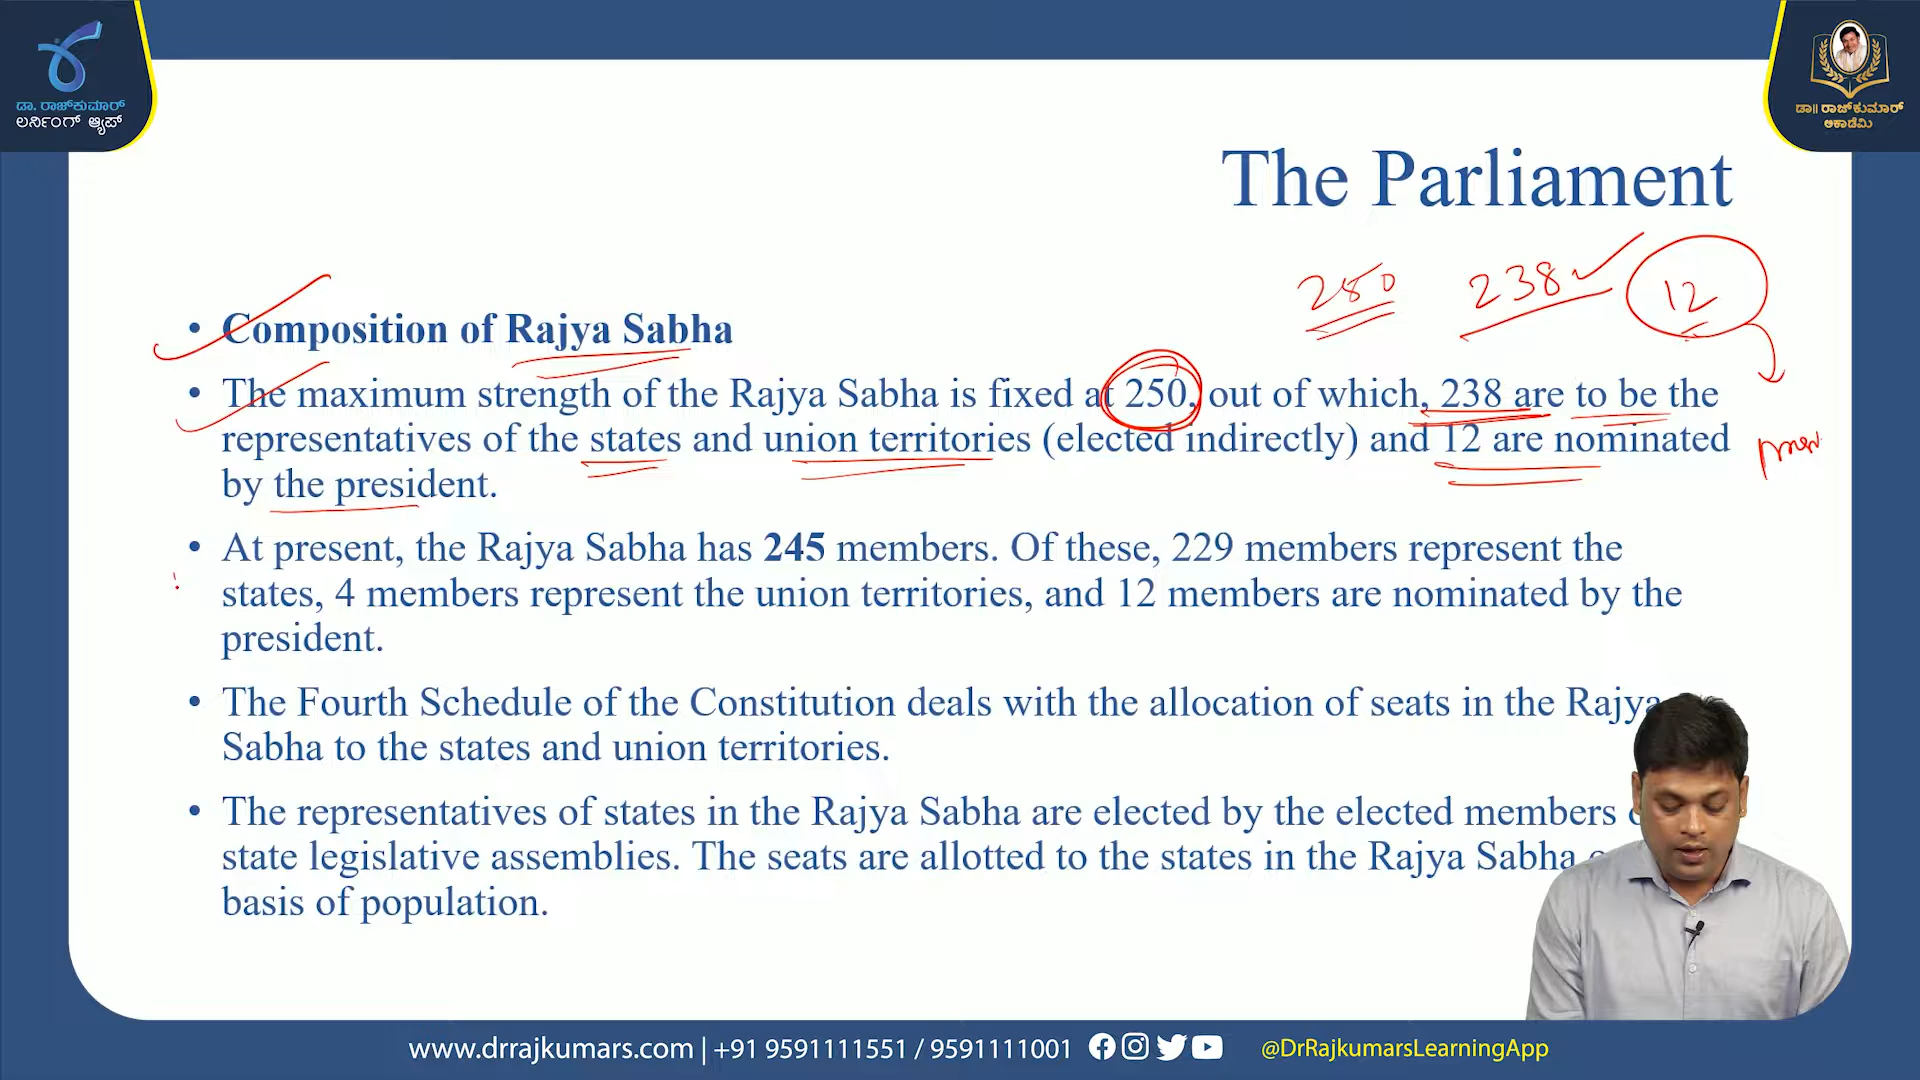 ಡಾ. ರಾಜ್‌ಕುಮಾರ್
ಲರ್ನಿಂಗ್ ಆ್ಯಪ್
ಡಾ|| ರಾಜ್‌ಕುಮಾರ್
ಅಕಾಡೆಮಿ
The Parliament
250 238 12
• Composition of Rajya Sabha
• The maximum strength of the Rajya Sabha is fixed at 250, out of which, 238 are to be the
representatives of the states and union territories (elected indirectly) and 12 are nominated
by the president.
• At present, the Rajya Sabha has 245 members. Of these, 229 members represent the
states, 4 members represent the union territories, and 12 members are nominated by the
president.
• The Fourth Schedule of the Constitution deals with the allocation of seats in the Rajya
Sabha to the states and union territories.
• The representatives of states in the Rajya Sabha are elected by the elected members
state legislative assemblies. The seats are allotted to the states in the Rajya Sabha
basis of population.
www.drrajkumars.com | +91 9591111551 / 9591111001 @DrRajkumarsLearningApp